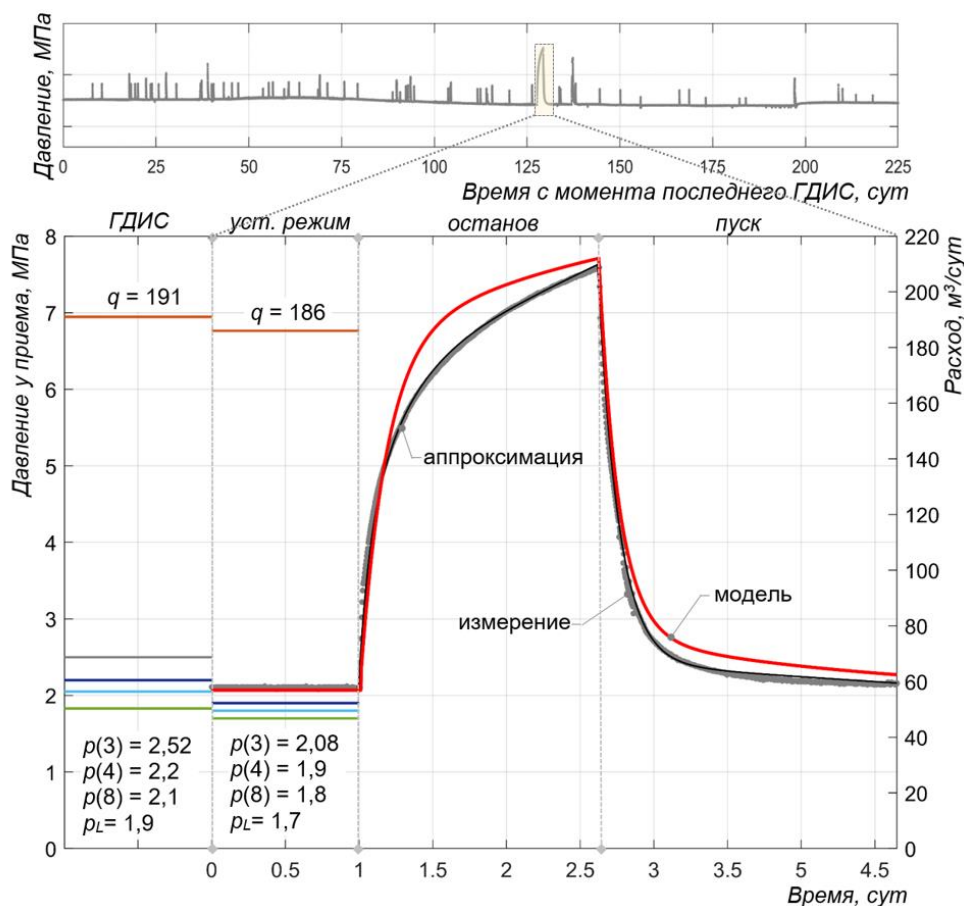 Давление, МПа
0 25 50 75 100 125 150 175 200 225
Время с момента последнего ГДИС, сут
ГДИС уст. режим останов пуск
Давление у приема, МПа
8
7
6
5
4
3
2
1
0
q = 191
q = 186
аппроксимация
модель
измерение
p(3) = 2,52
p(4) = 2,2
p(8) = 2,1
pL = 1,9
p(3) = 2,08
p(4) = 1,9
p(8) = 1,8
pL = 1,7
220
200
180
160
140
120
100
80
60
40
20
0
Расход, м³/сут
0 0.5 1 1.5 2 2.5 3 5 4.5
Время, сут